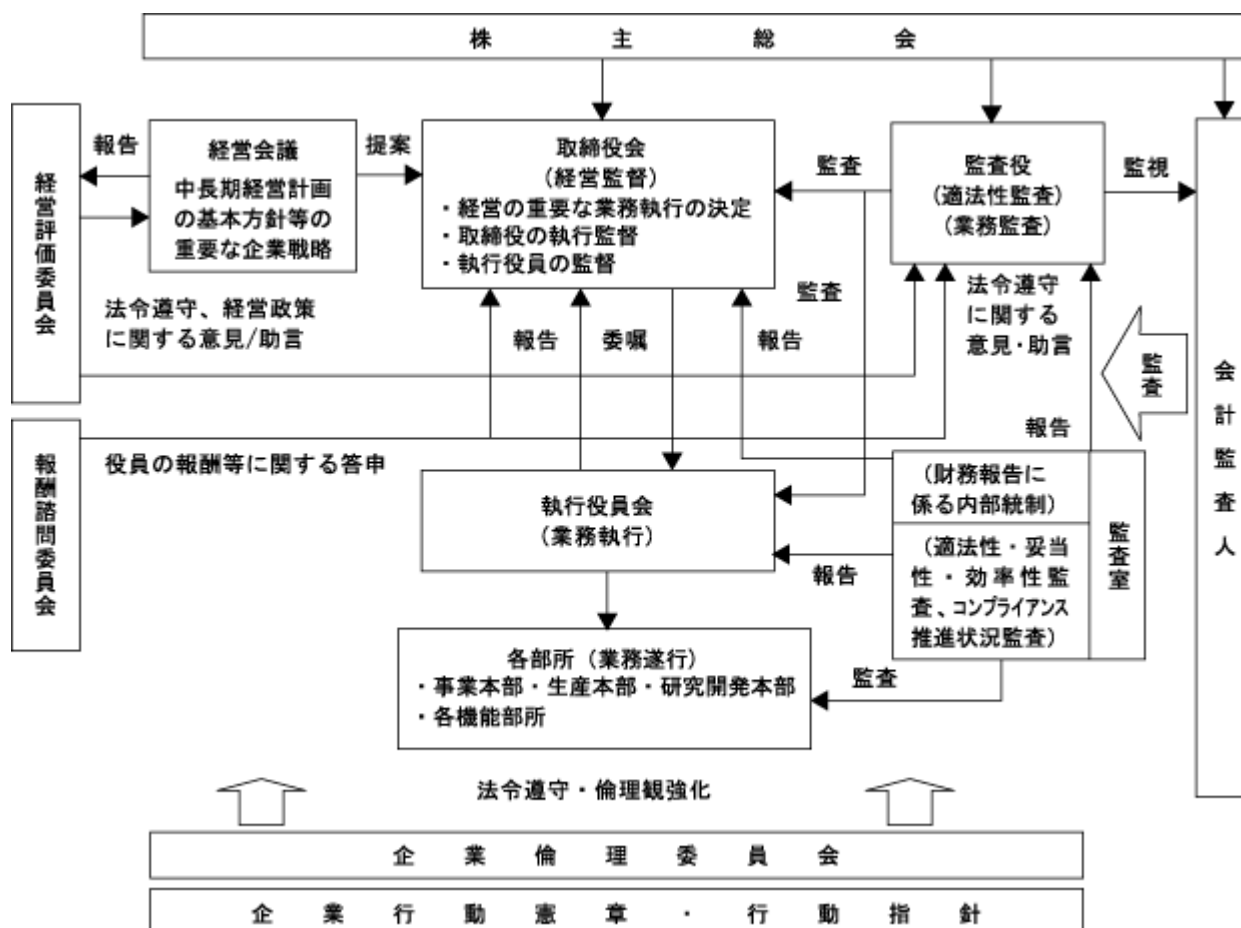 株主総会
報告
経営会議
中長期経営計画
の基本方針等の
重要な企業戦略
提案
取締役会
(経営監督)
・経営の重要な業務執行の決定
・取締役の執行監督
・執行役員の監督
監査
監査役
(適法性監査)
(業務監査)
監視
経営評価委員会
法令遵守、経営政策
に関する意見/助言
報告
委嘱
報告
監査
法令遵守
に関する
意見・助言
監査
会計監査人
報酬諮問委員会
役員の報酬等に関する答申
報告
執行役員会
(業務執行)
報告
(財務報告に
係る内部統制)
(適法性・妥当
性・効率性監
査、コンプライアンス
推進状況監査)
監査室
各部所(業務遂行)
・事業本部・生産本部・研究開発本部
・各機能部所
監査
法令遵守・倫理観強化
企業倫理委員会
企業行動憲章・行動指針